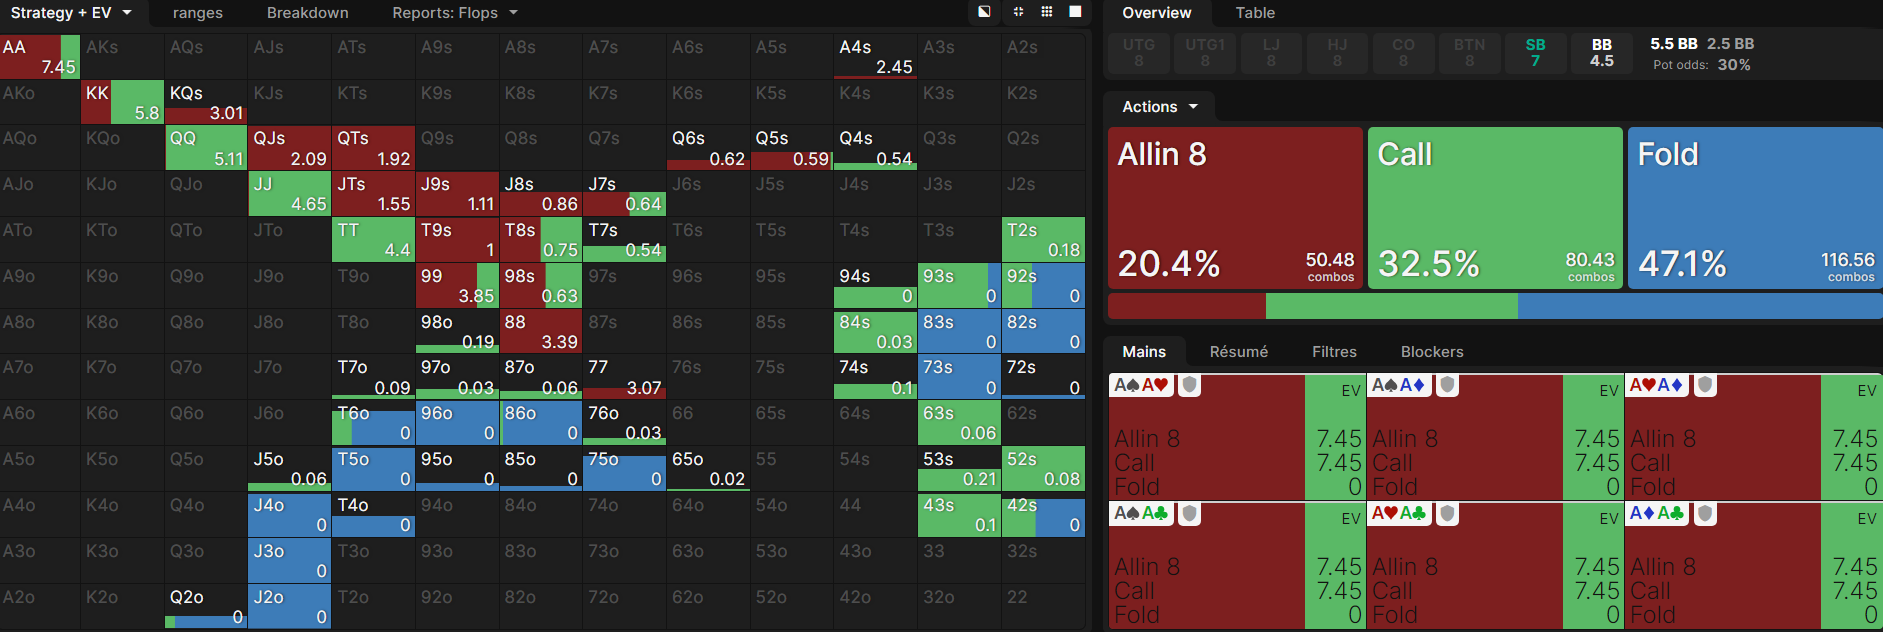 Strategy + EV ranges Breakdown Reports: Flops
AA AKs AQs AJs ATs A9s A8s A7s A6s A5s A4s A3s A2s
7.45 2.45
AKo KK KQs KJs KTs K9s K8s K7s K6s K5s K4s K3s K2s
5.8 3.01
AQo KQo QQ QJs QTs Q9s Q8s Q7s Q6s Q5s Q4s Q3s Q2s
5.11 2.09 1.92 0.62 0.59 0.54
AJo KJo QJo JJ JTs J9s J8s J7s J6s J5s J4s J3s J2s
4.65 1.55 1.11 0.86 0.64
ATo KTo QTo JTo TT T9s T8s T7s T6s T5s T4s T3s T2s
4.4 1 0.75 0.54 0.18
A9o K9o Q9o J9o T9o 99 98s 97s 96s 95s 94s 93s 92s
3.85 0.63 0 0 0
A8o K8o Q8o J8o T8o 98o 88 87s 86s 85s 84s 83s 82s
0.19 3.39 0.03 0 0
A7o K7o Q7o J7o T7o 97o 87o 77 76s 75s 74s 73s 72s
0.09 0.03 0.06 3.07 0.1 0 0
A6o K6o Q6o J6o T6o 96o 86o 76o 66 65s 64s 63s 62s
0 0 0 0.03 0.06
A5o K5o Q5o J5o T5o 95o 85o 75o 65o 55 54s 53s 52s
0.06 0 0 0 0 0.02 0.21 0.08
A4o K4o Q4o J4o T4o 94o 84o 74o 64o 54o 44 43s 42s
0 0 0.1 0
A3o K3o Q3o J3o T3o 93o 83o 73o 63o 53o 43o 33 32s
0
A2o K2o Q2o J2o T2o 92o 82o 72o 62o 52o 42o 32o 22
0 0
Overview Table
UTG UTG1 LJ HJ CO BTN SB BB
8 8 8 8 8 8 7 4.5
5.5 BB 2.5 BB
Pot odds: 30%
Actions
Allin 8 Call Fold
20.4% 50.48 combos 32.5% 80.43 combos 47.1% 116.56 combos
Mains Résumé Filtres Blockers
A♠A♥ EV A♠A♦ EV A♥A♦ EV
Allin 8 7.45 Allin 8 7.45 Allin 8 7.45
Call 7.45 Call 7.45 Call 7.45
Fold 0 Fold 0 Fold 0
A♠A♣ EV A♥A♣ EV A♦A♣ EV
Allin 8 7.45 Allin 8 7.45 Allin 8 7.45
Call 7.45 Call 7.45 Call 7.45
Fold 0 Fold 0 Fold 0